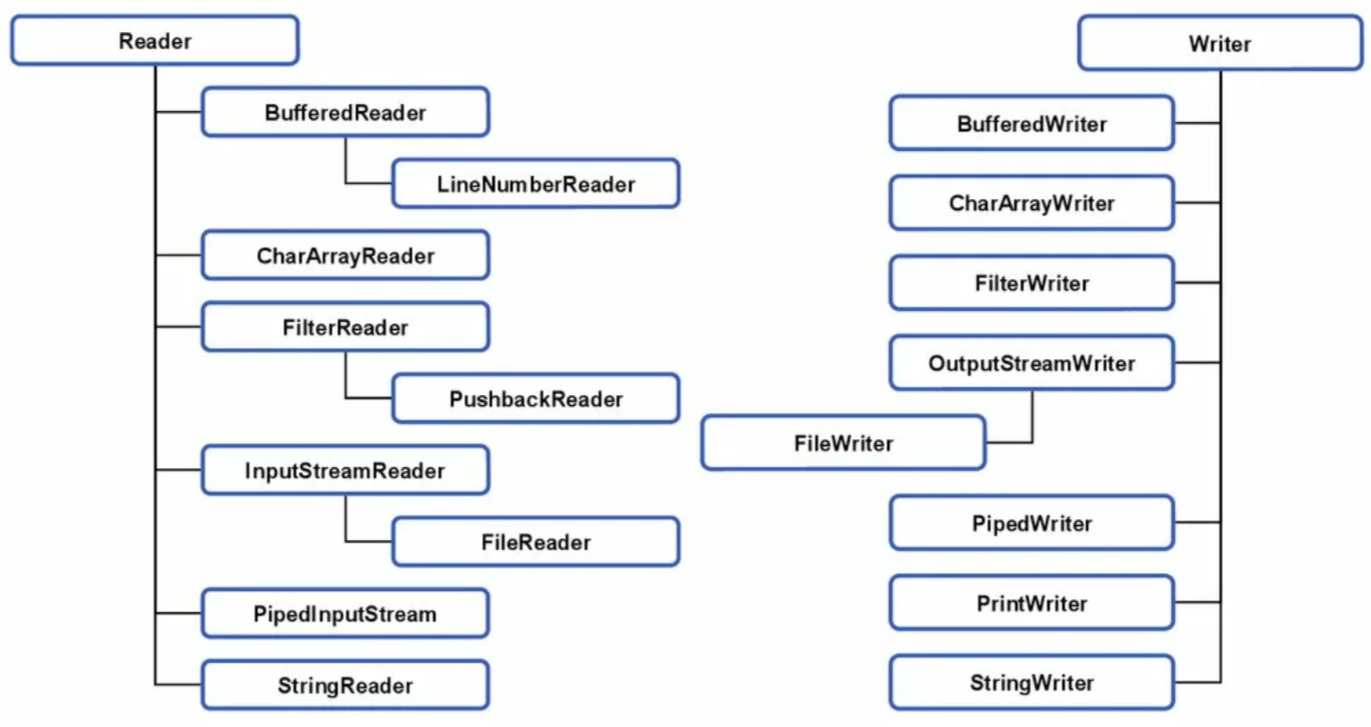 Reader
BufferedReader
LineNumberReader
CharArrayReader
FilterReader
PushbackReader
InputStreamReader
FileReader
PipedInputStream
StringReader
Writer
BufferedWriter
CharArrayWriter
FilterWriter
OutputStreamWriter
FileWriter
PipedWriter
PrintWriter
StringWriter